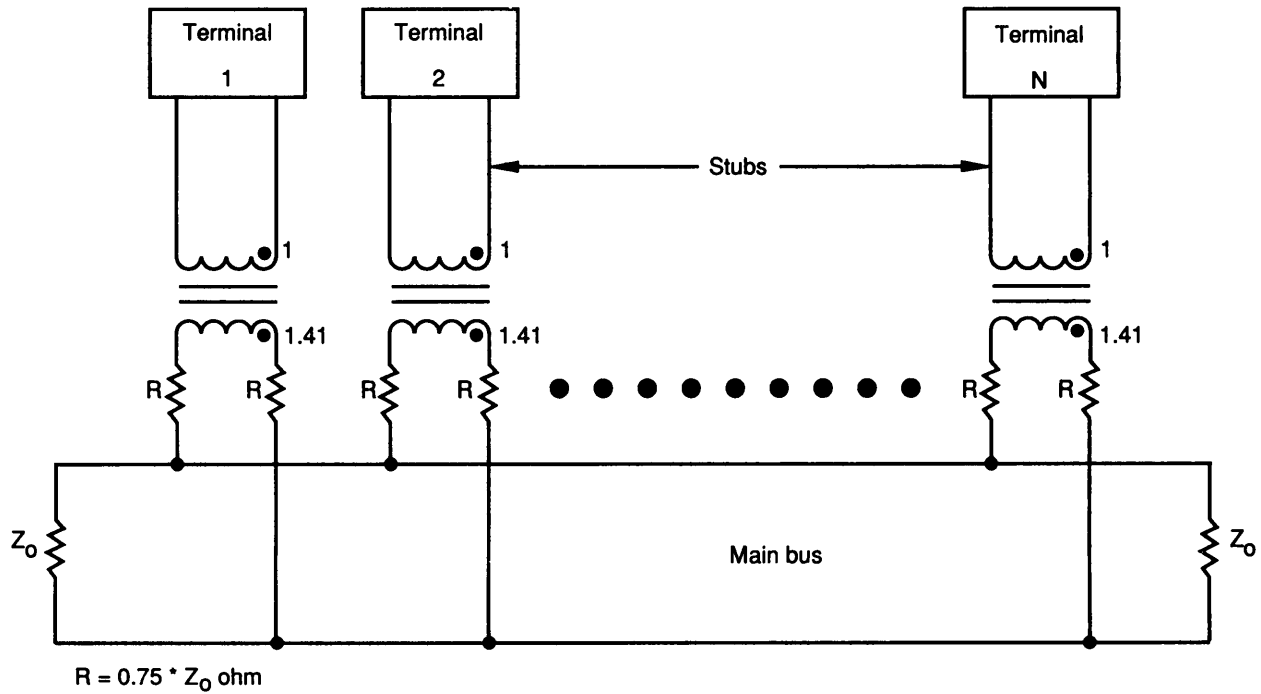 Terminal
1
Terminal
2
Terminal
N
Stubs
1
1
1
1.41
1.41
1.41
R
R
R
R
R
R
Z₀
Main bus
Z₀
R = 0.75 * Z₀ ohm